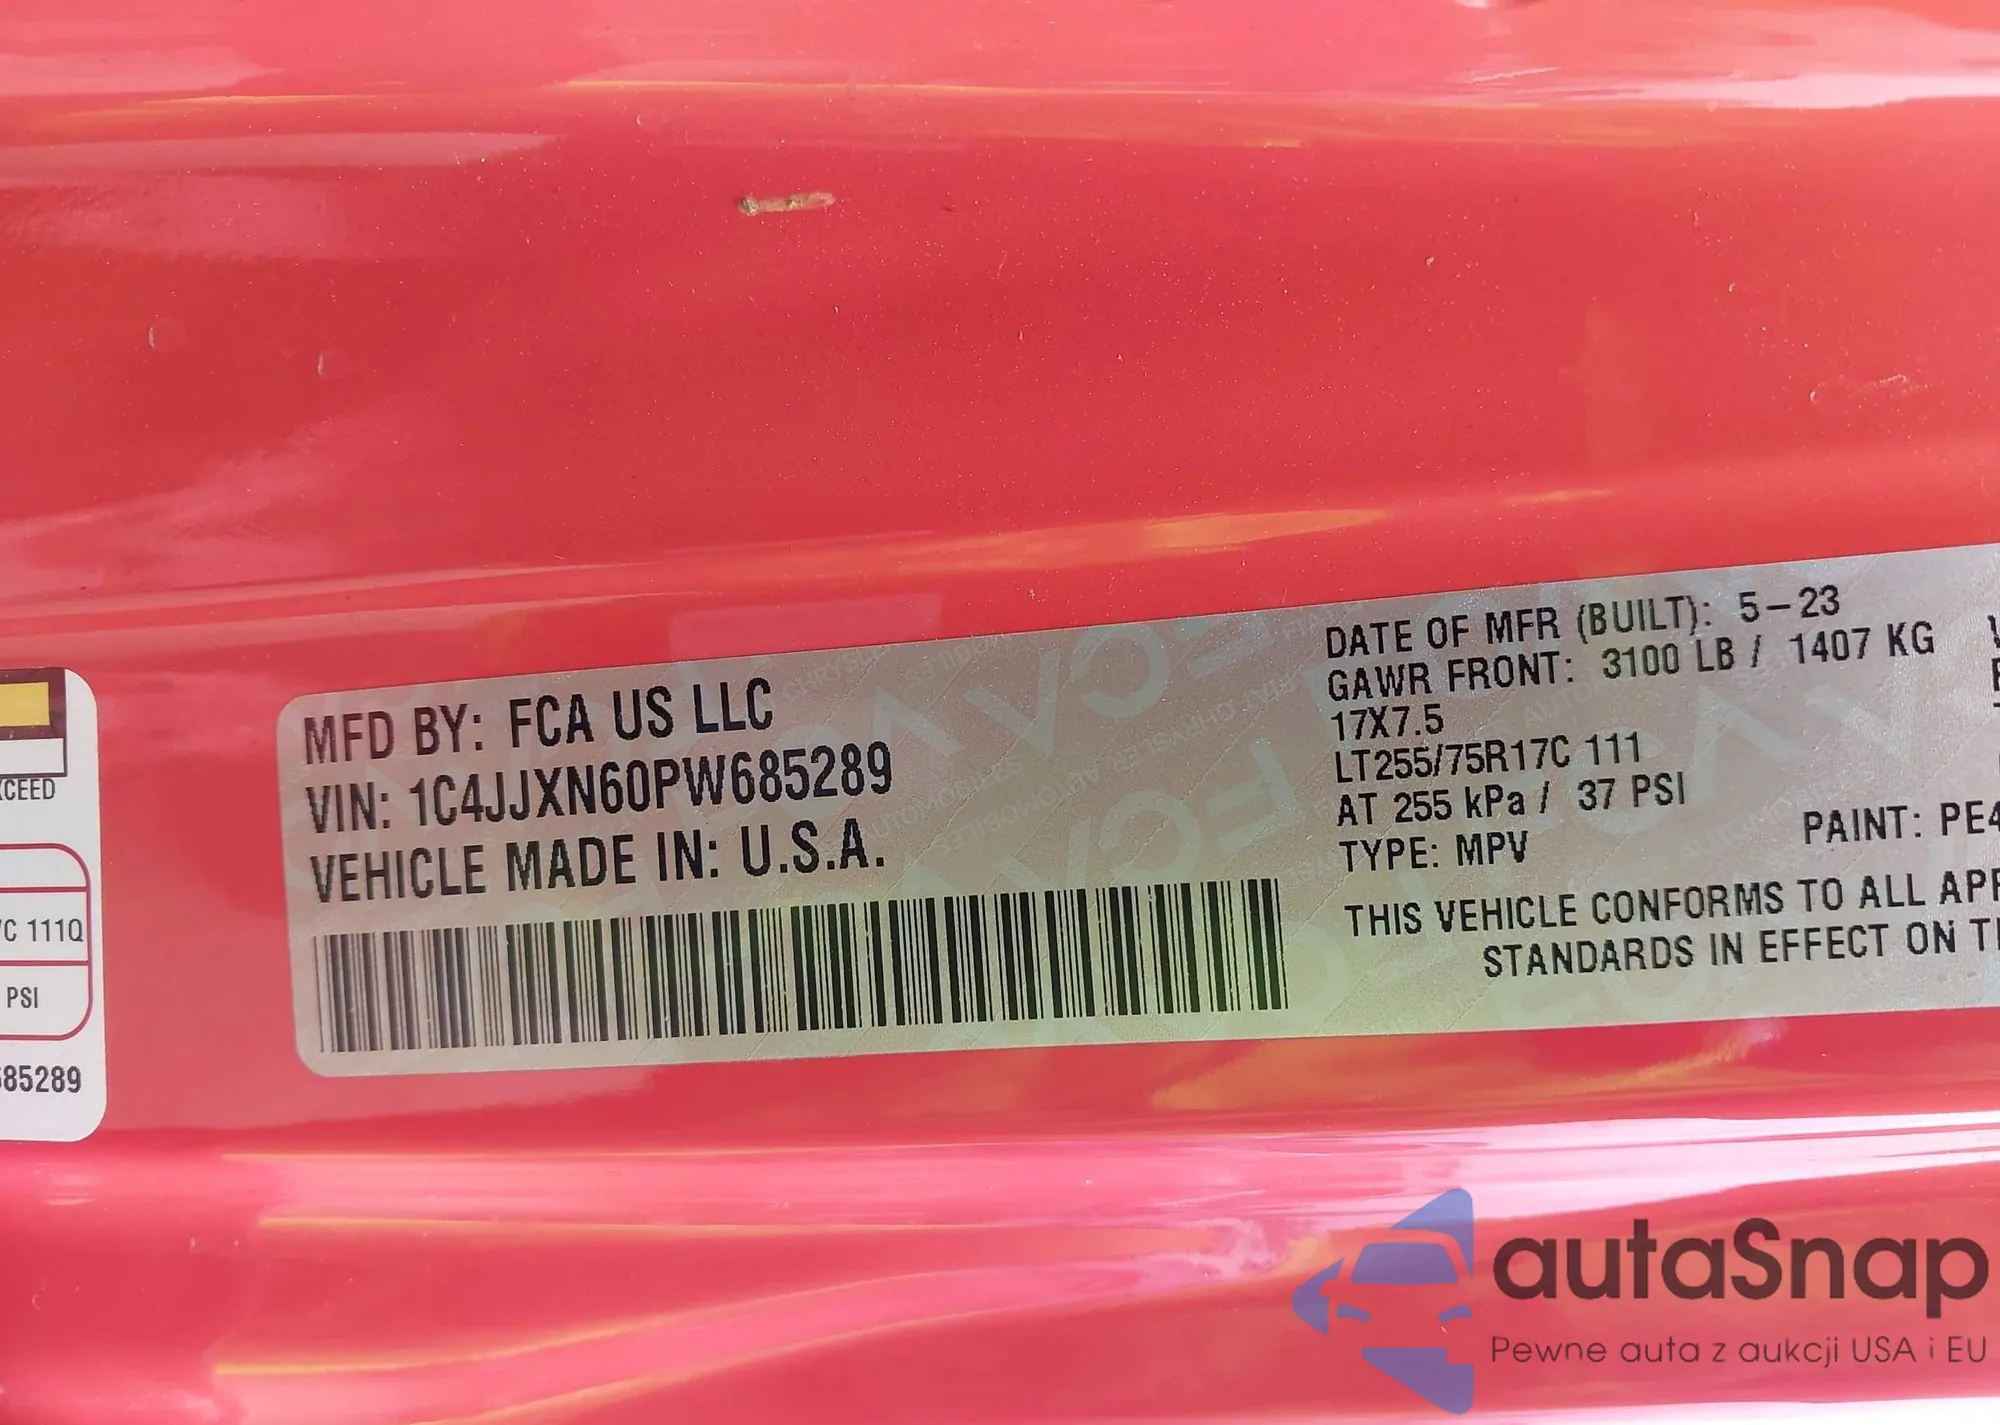 MFD BY: FCA US LLC
VIN: 1C4JJXN60PW685289
VEHICLE MADE IN: U.S.A.
DATE OF MFR (BUILT): 5-23
GAWR FRONT: 3100 LB / 1407 KG
17X7.5
LT255/75R17C 111
AT 255 kPa / 37 PSI
TYPE: MPV
PAINT: PE4
THIS VEHICLE CONFORMS TO ALL APP
STANDARDS IN EFFECT ON T
XCEED
7C 111Q
PSI
85289
autaSnap
Pewne auta z aukcji USA i EU